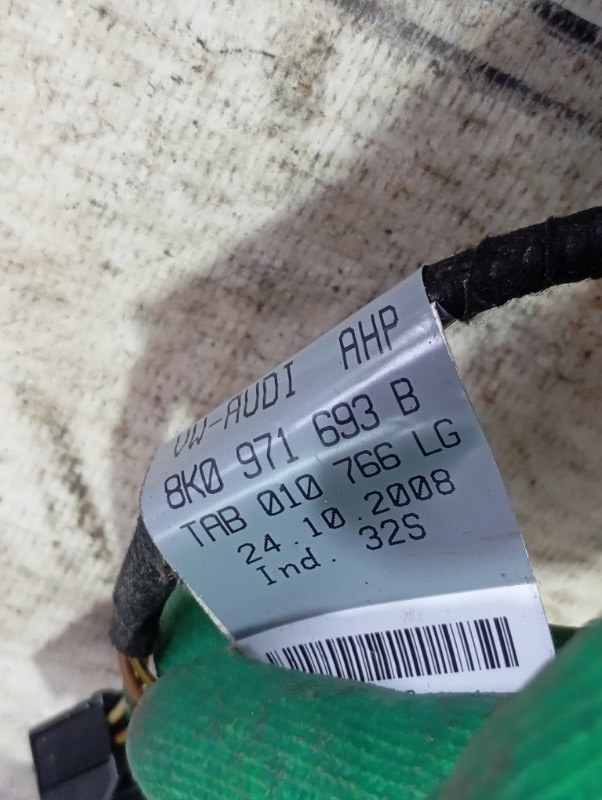 VW-AUDI AHP
8K0 971 693 B
TAB 010 766 LG
24.10.2008
Ind. 32S